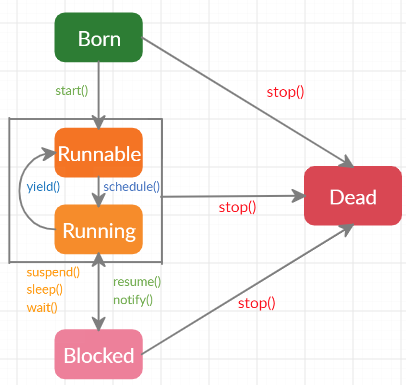 Born
start()
stop()
Runnable
yield()
schedule()
Dead
stop()
Running
suspend()
sleep()
wait()
resume()
notify()
stop()
Blocked